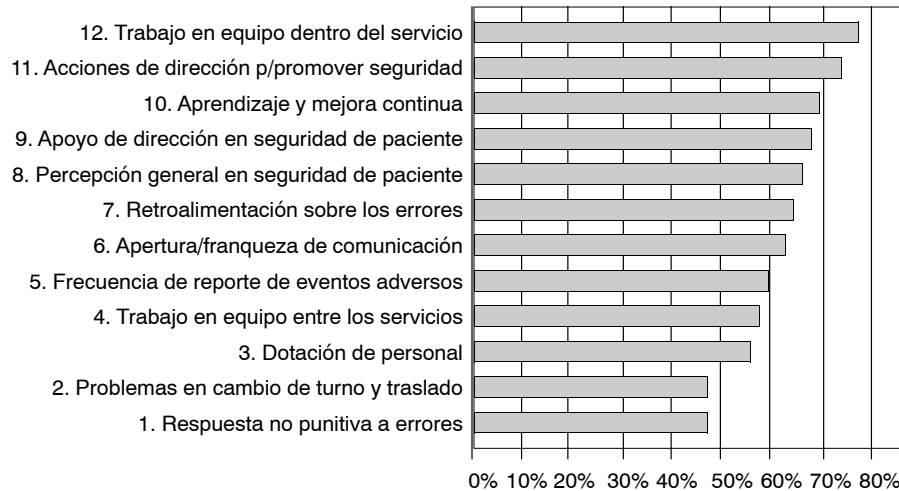 12. Trabajo en equipo dentro del servicio
11. Acciones de dirección p/promover seguridad
10. Aprendizaje y mejora continua
9. Apoyo de dirección en seguridad de paciente
8. Percepción general en seguridad de paciente
7. Retroalimentación sobre los errores
6. Apertura/franqueza de comunicación
5. Frecuencia de reporte de eventos adversos
4. Trabajo en equipo entre los servicios
3. Dotación de personal
2. Problemas en cambio de turno y traslado
1. Respuesta no punitiva a errores
0% 10% 20% 30% 40% 50% 60% 70% 80%